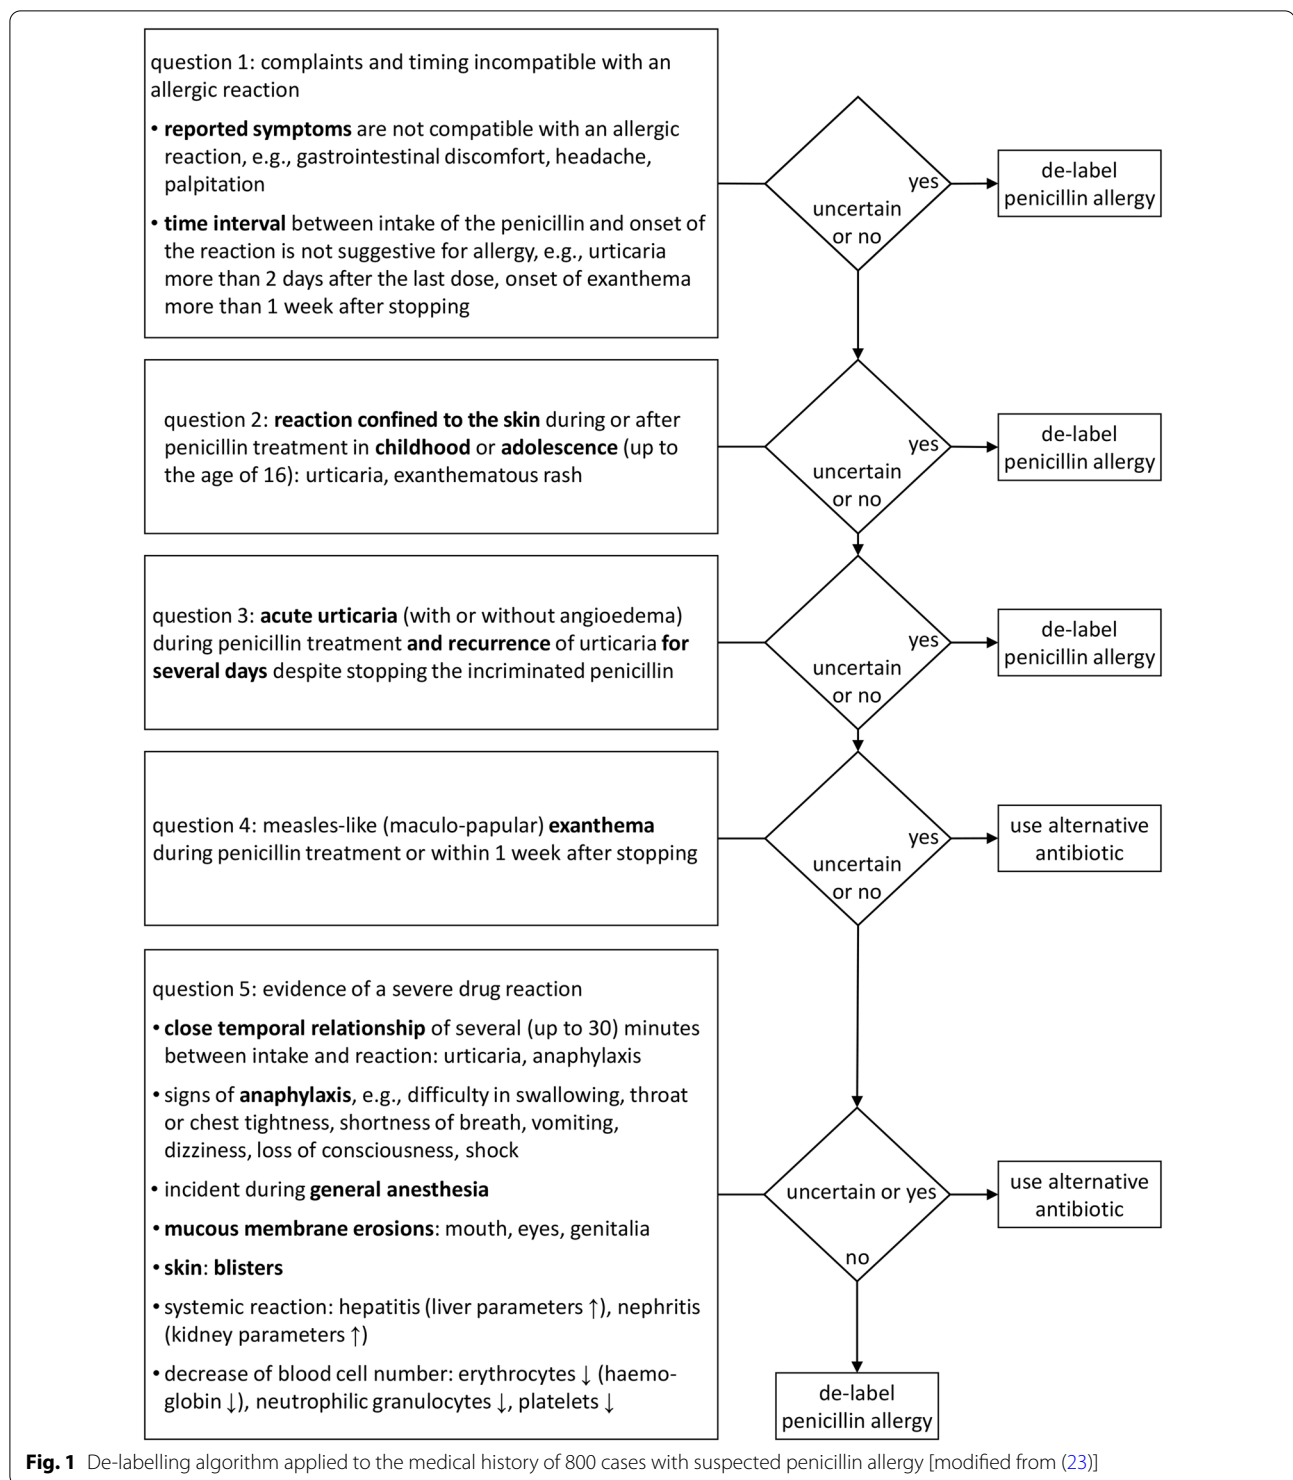 question 1: complaints and timing incompatible with an
allergic reaction
• reported symptoms are not compatible with an allergic
reaction, e.g., gastrointestinal discomfort, headache,
palpitation
• time interval between intake of the penicillin and onset of
the reaction is not suggestive for allergy, e.g., urticaria
more than 2 days after the last dose, onset of exanthema
more than 1 week after stopping
yes
uncertain
or no
de-label
penicillin allergy
question 2: reaction confined to the skin during or after
penicillin treatment in childhood or adolescence (up to
the age of 16): urticaria, exanthematous rash
yes
uncertain
or no
de-label
penicillin allergy
question 3: acute urticaria (with or without angioedema)
during penicillin treatment and recurrence of urticaria for
several days despite stopping the incriminated penicillin
yes
uncertain
or no
de-label
penicillin allergy
question 4: measles-like (maculo-papular) exanthema
during penicillin treatment or within 1 week after stopping
yes
uncertain
or no
use alternative
antibiotic
question 5: evidence of a severe drug reaction
• close temporal relationship of several (up to 30) minutes
between intake and reaction: urticaria, anaphylaxis
• signs of anaphylaxis, e.g., difficulty in swallowing, throat
or chest tightness, shortness of breath, vomiting,
dizziness, loss of consciousness, shock
• incident during general anesthesia
• mucous membrane erosions: mouth, eyes, genitalia
• skin: blisters
• systemic reaction: hepatitis (liver parameters ↑), nephritis
(kidney parameters ↑)
• decrease of blood cell number: erythrocytes ↓ (haemo-
globin ↓), neutrophilic granulocytes ↓, platelets ↓
uncertain or yes
no
use alternative
antibiotic
de-label
penicillin allergy
Fig. 1 De-labelling algorithm applied to the medical history of 800 cases with suspected penicillin allergy [modified from (23)]